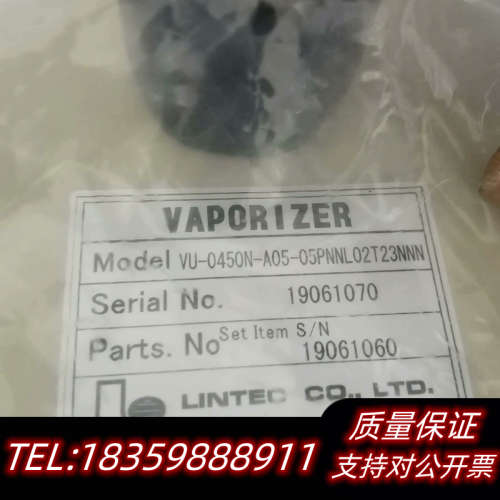 VAPORIZER
Model VU-0450N-A05-05PNNL02T23NNN
Serial No. 19061070
Parts. No Set Item S/N 19061060
LINTEC CO., LTD.
质量保证
TEL:18359888911 支持对公开票